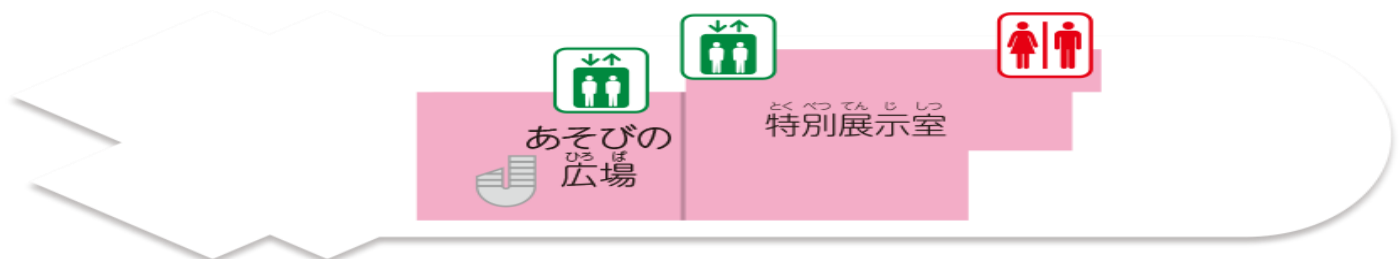 あそびの
ひろ ば
広場
とく べつ てん じ しつ
特別展示室